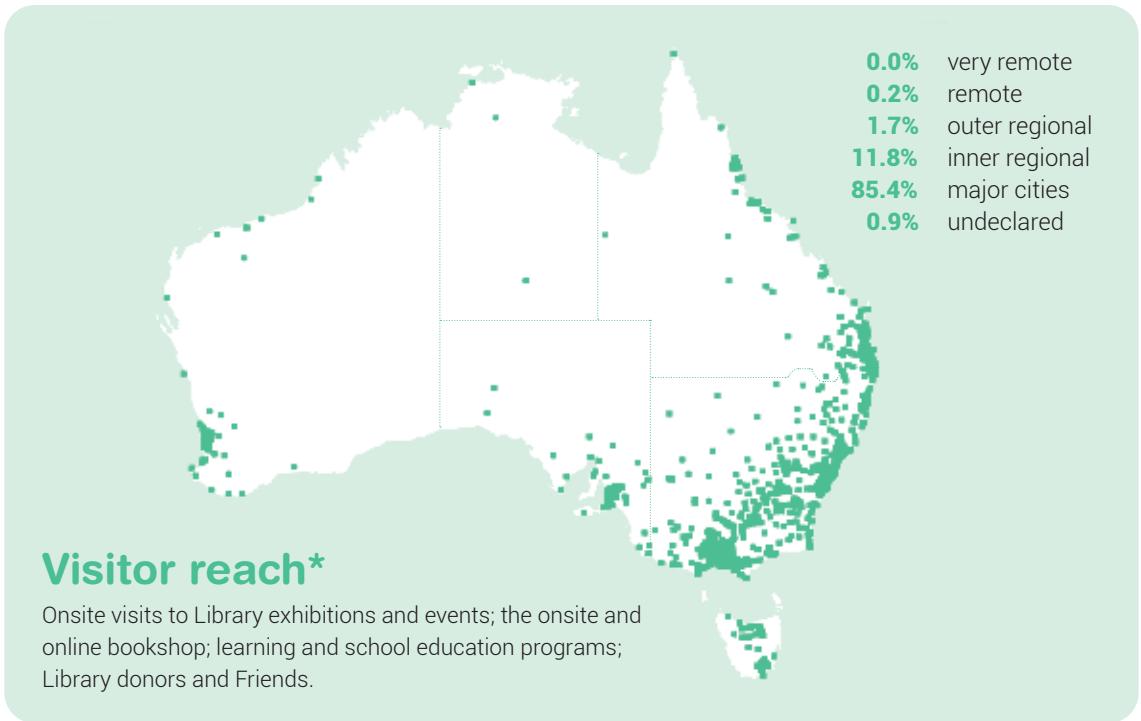 0.0% very remote
0.2% remote
1.7% outer regional
11.8% inner regional
85.4% major cities
0.9% undeclared
Visitor reach*
Onsite visits to Library exhibitions and events; the onsite and
online bookshop; learning and school education programs;
Library donors and Friends.